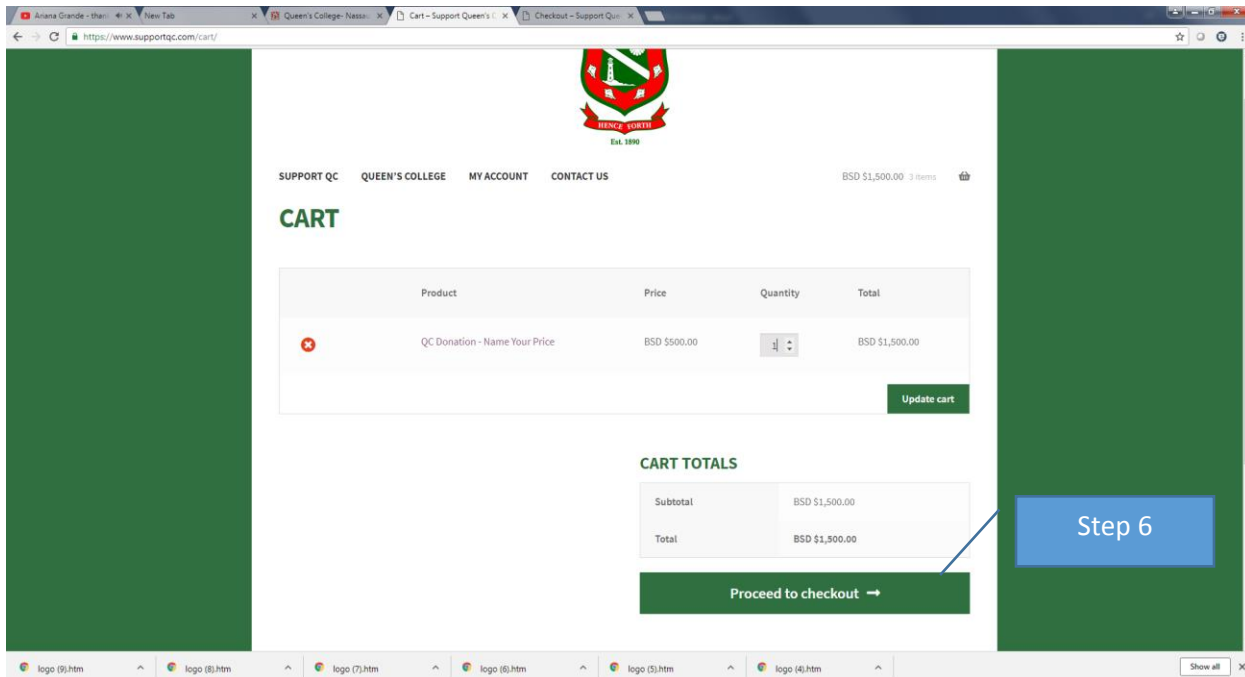 Ariana Grande - than New Tab Queen's College- Nassau Cart – Support Queen's C Checkout – Support Que
https://www.supportqc.com/cart/
HENCE FORTH
Est. 1890
SUPPORT QC QUEEN'S COLLEGE MY ACCOUNT CONTACT US BSD $1,500.00 3 items
CART
Product Price Quantity Total
QC Donation - Name Your Price BSD $500.00 1 BSD $1,500.00
Update cart
CART TOTALS
Subtotal BSD $1,500.00
Total BSD $1,500.00
Step 6
Proceed to checkout →
logo (9).htm logo (8).htm logo (7).htm logo (6).htm logo (5).htm logo (4).htm Show all